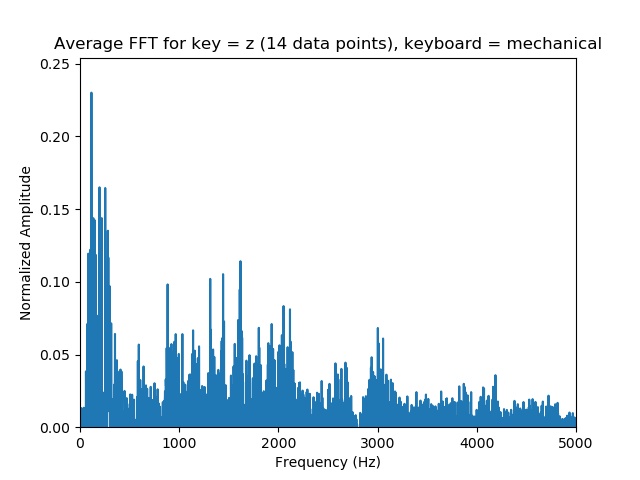 Average FFT for key = z (14 data points), keyboard = mechanical
0.25
0.20
0.15
0.10
0.05
0.00
Normalized Amplitude
0 1000 2000 3000 4000 5000
Frequency (Hz)